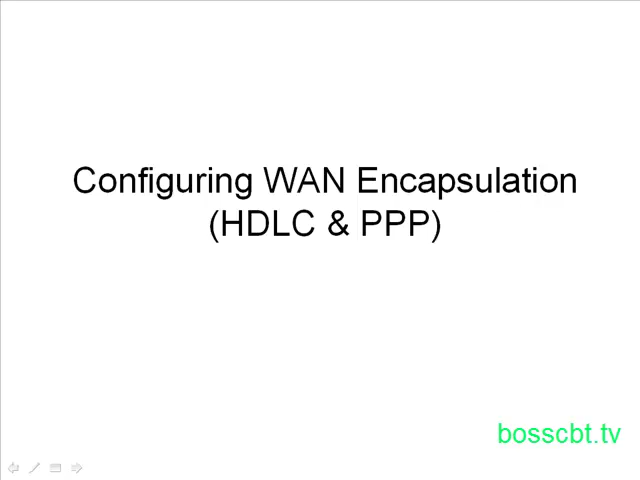 Configuring WAN Encapsulation
(HDLC & PPP)
bosscbt.tv